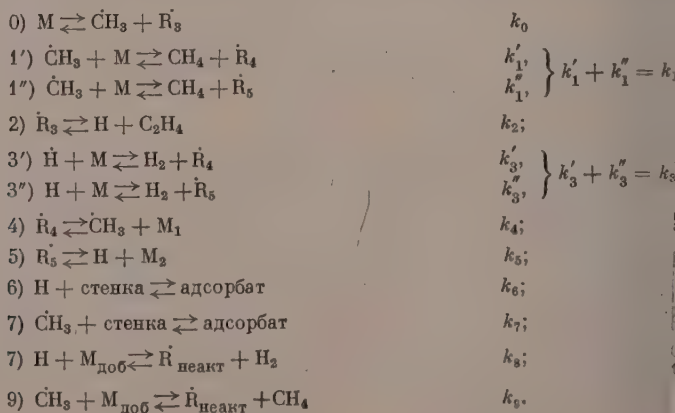 0) M ⇄ ĊH₃ + Ṙ₃ k₀
1′) ĊH₃ + M ⇄ CH₄ + Ṙ₄ k′₁,
1″) ĊH₃ + M ⇄ CH₄ + Ṙ₅ k″₁, } k′₁ + k″₁ = k₁
2) Ṙ₃ ⇄ H + C₂H₄ k₂;
3′) Ḣ + M ⇄ H₂ + Ṙ₄ k′₃,
3″) H + M ⇄ H₂ + Ṙ₅ k″₃, } k′₃ + k″₃ = k₃
4) Ṙ₄ ⇄ ĊH₃ + M₁ k₄;
5) Ṙ₅ ⇄ H + M₂ k₅;
6) H + стенка ⇄ адсорбат k₆;
7) ĊH₃ + стенка ⇄ адсорбат k₇;
7) H + Mдоб ⇄ Ṙнеакт + H₂ k₈;
9) ĊH₃ + Mдоб ⇄ Ṙнеакт + CH₄ k₉.